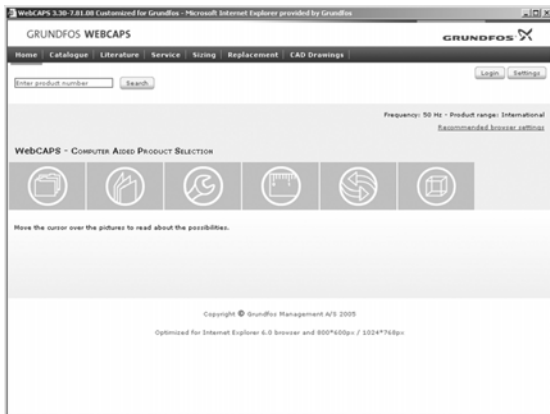 WebCAPS 3.30-7.01.00 Customized for Grundfos - Microsoft Internet Explorer provided by Grundfos
GRUNDFOS WEBCAPS
GRUNDFOS
Home Catalogue Literature Service Sizing Replacement CAD Drawings
Login Settings
Enter product number Search
Frequency: 50 Hz - Product range: International
Recommended browser settings
WebCAPS - Computer Aided Product Selection
Move the cursor over the pictures to read about the possibilities.
Copyright © Grundfos Management A/S 2005
Optimized for Internet Explorer 6.0 browser and 800*600px / 1024*768px